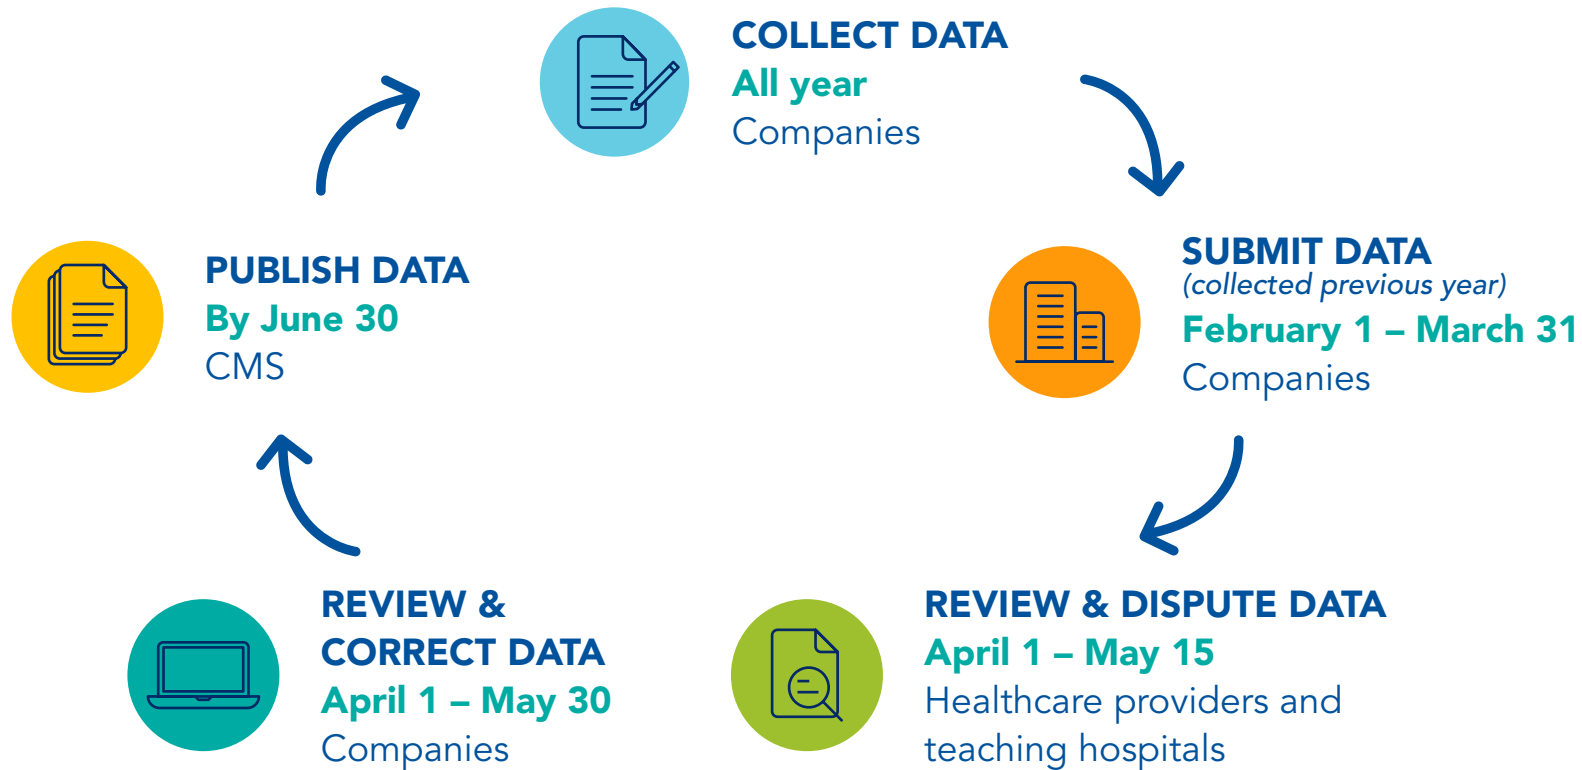 COLLECT DATA
All year
Companies
SUBMIT DATA
(collected previous year)
February 1 – March 31
Companies
REVIEW & DISPUTE DATA
April 1 – May 15
Healthcare providers and
teaching hospitals
REVIEW &
CORRECT DATA
April 1 – May 30
Companies
PUBLISH DATA
By June 30
CMS